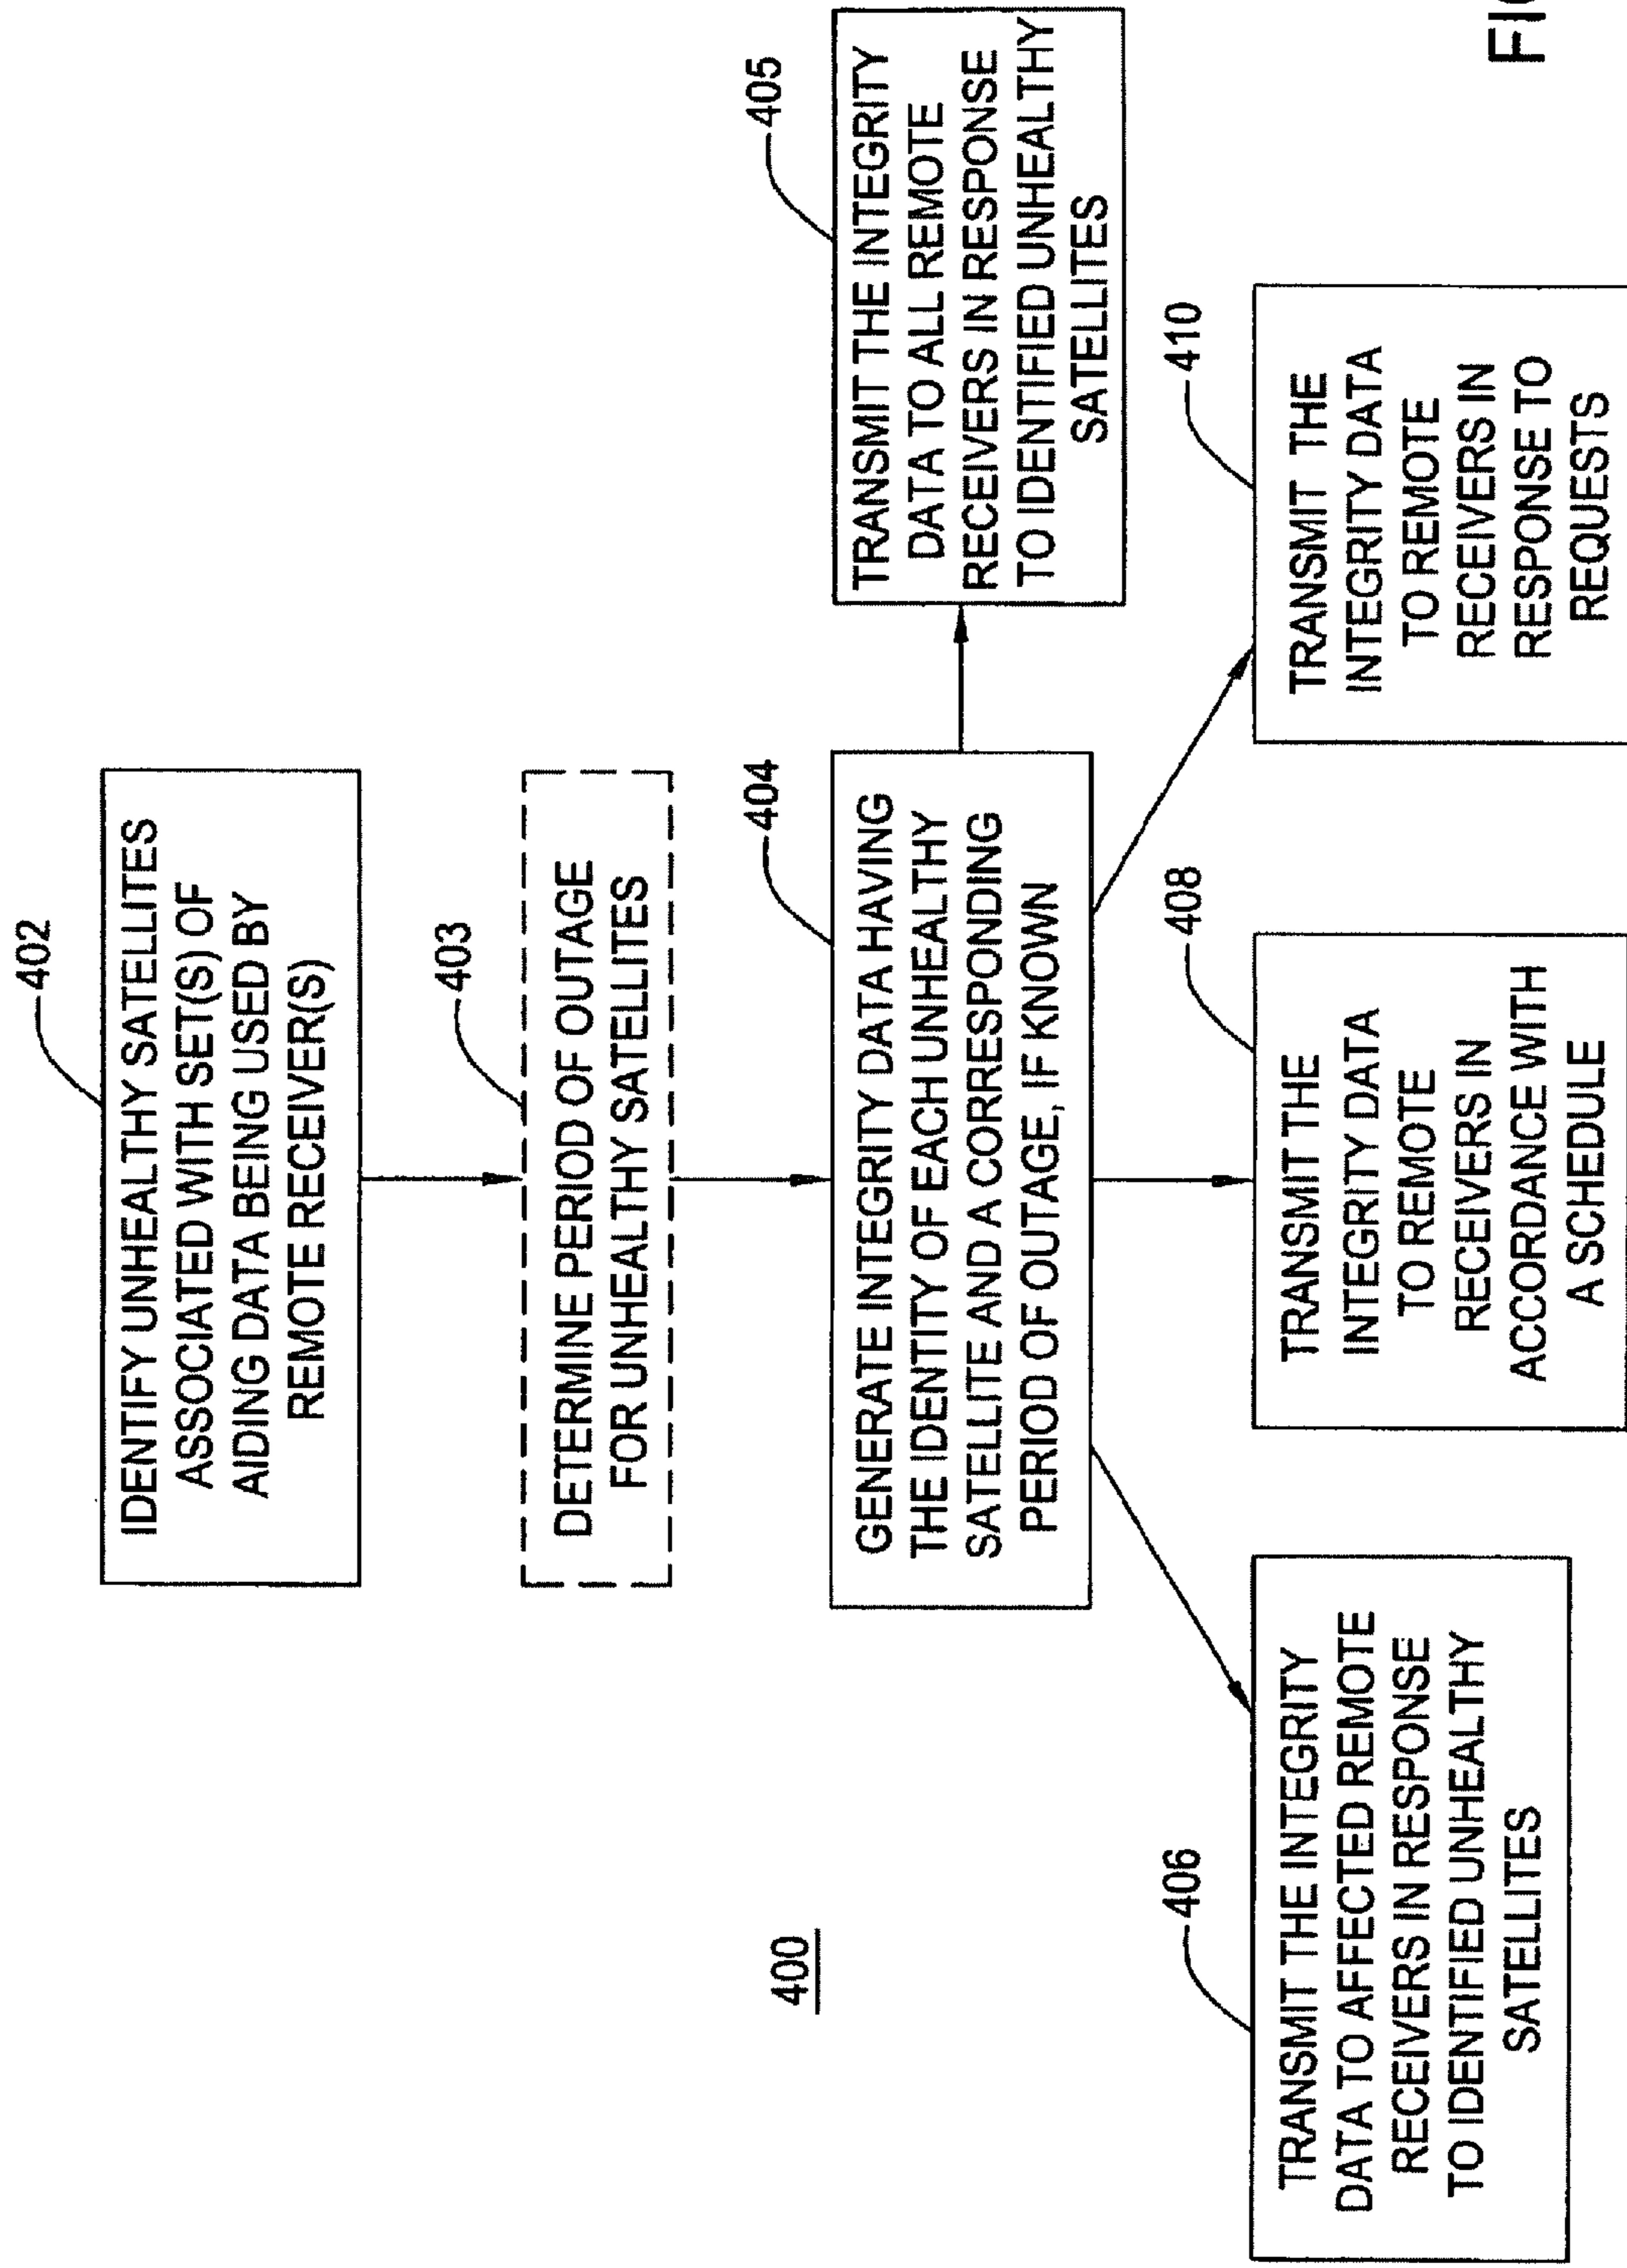 402
IDENTIFY UNHEALTHY SATELLITES
ASSOCIATED WITH SET(S) OF
AIDING DATA BEING USED BY
REMOTE RECEIVER(S)
403
DETERMINE PERIOD OF OUTAGE
FOR UNHEALTHY SATELLITES
400
404
GENERATE INTEGRITY DATA HAVING
THE IDENTITY OF EACH UNHEALTHY
SATELLITE AND A CORRESPONDING
PERIOD OF OUTAGE, IF KNOWN
405
TRANSMIT THE INTEGRITY
DATA TO ALL REMOTE
RECEIVERS IN RESPONSE
TO IDENTIFIED UNHEALTHY
SATELLITES
406
TRANSMIT THE INTEGRITY
DATA TO AFFECTED REMOTE
RECEIVERS IN RESPONSE
TO IDENTIFIED UNHEALTHY
SATELLITES
408
TRANSMIT THE
INTEGRITY DATA
TO REMOTE
RECEIVERS IN
ACCORDANCE WITH
A SCHEDULE
410
TRANSMIT THE
INTEGRITY DATA
TO REMOTE
RECEIVERS IN
RESPONSE TO
REQUESTS